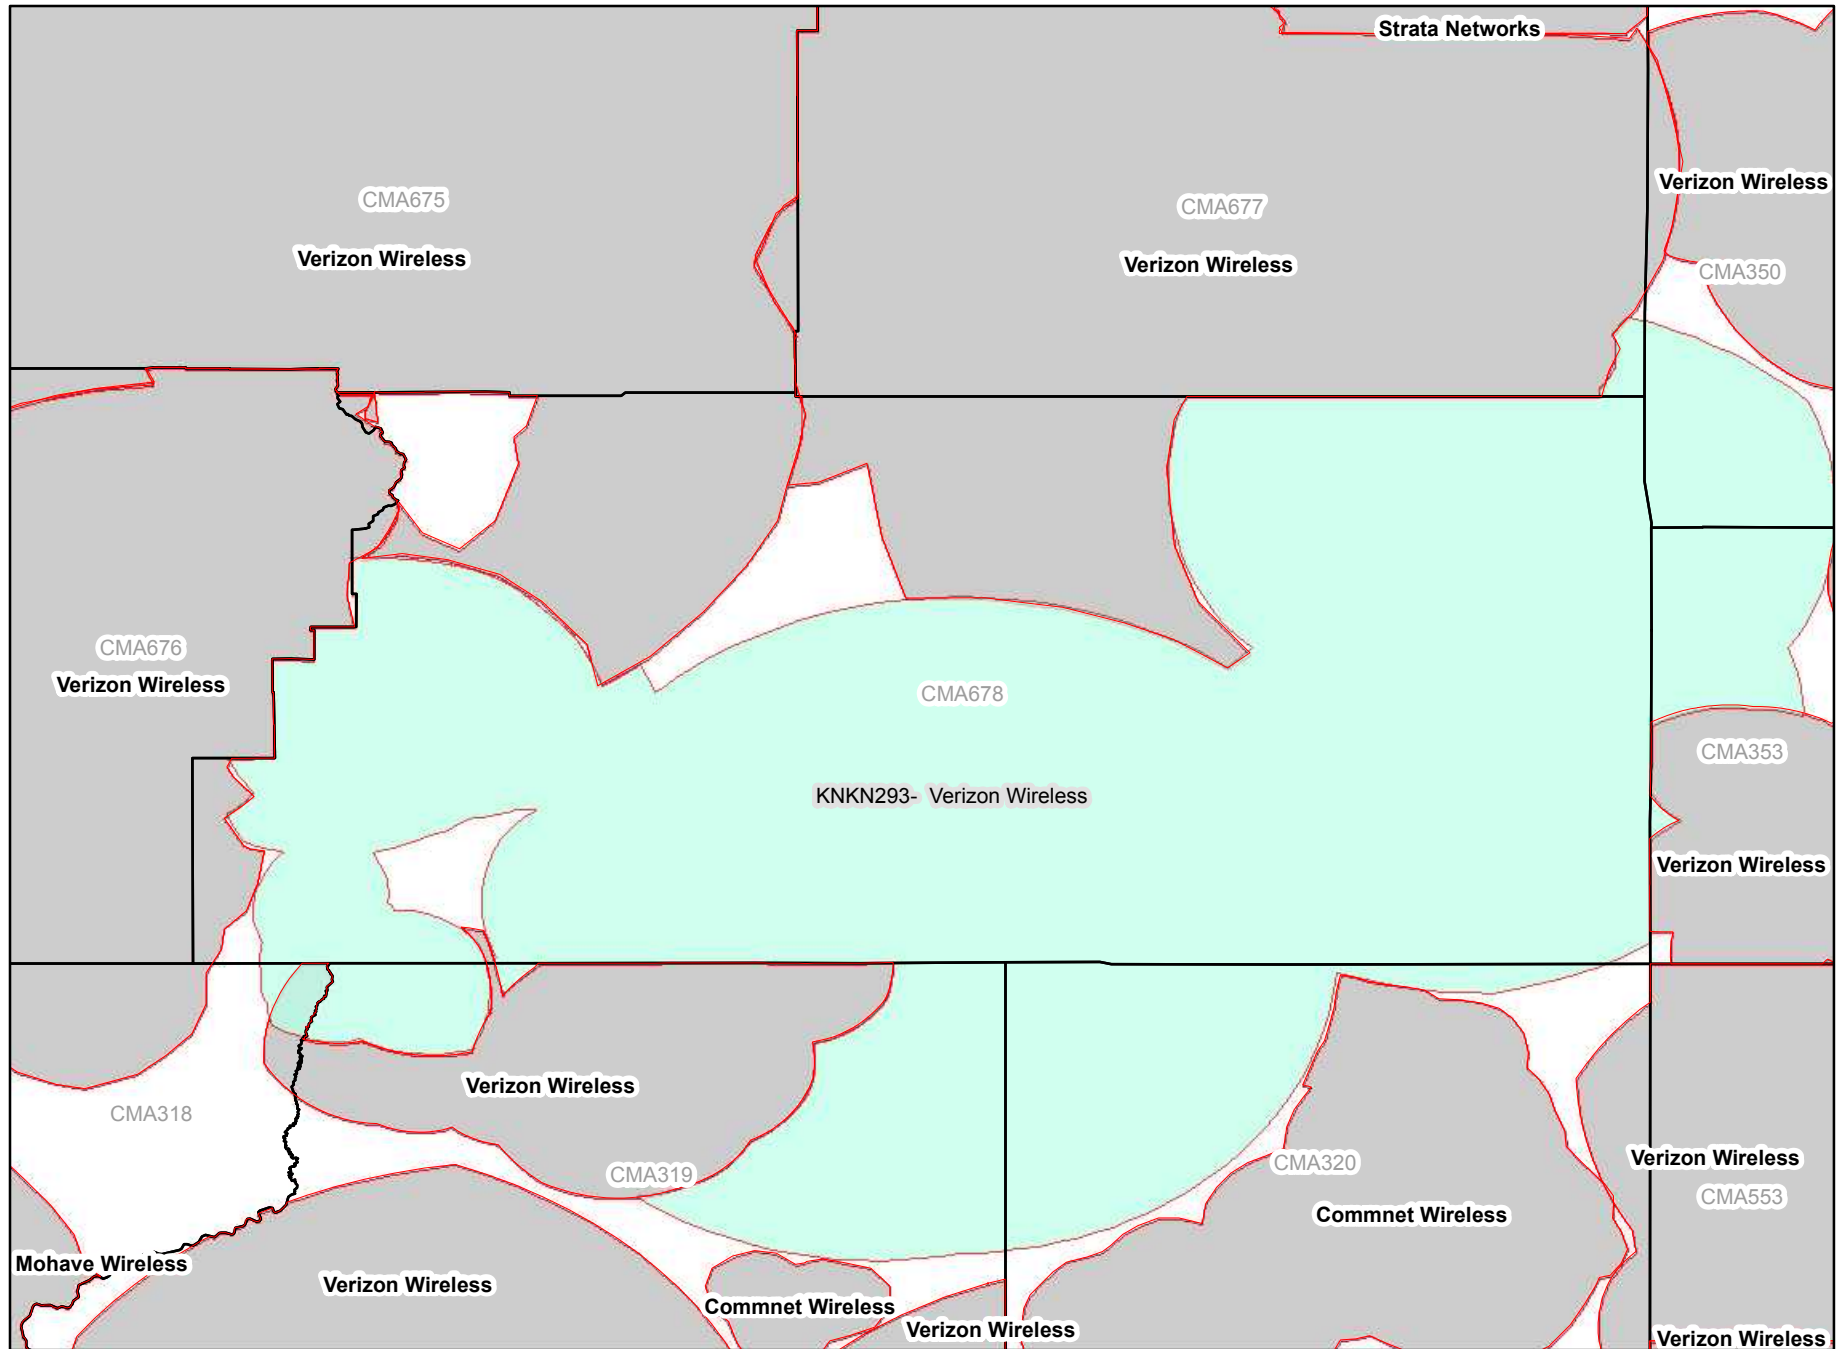 Strata Networks
Verizon Wireless
CMA675
CMA677
Verizon Wireless
Verizon Wireless
CMA350
CMA676
Verizon Wireless
CMA678
CMA353
KNKN293- Verizon Wireless
Verizon Wireless
Verizon Wireless
CMA318
CMA319
CMA320
Verizon Wireless
CMA553
Commnet Wireless
Mohave Wireless
Verizon Wireless
Commnet Wireless
Verizon Wireless
Verizon Wireless